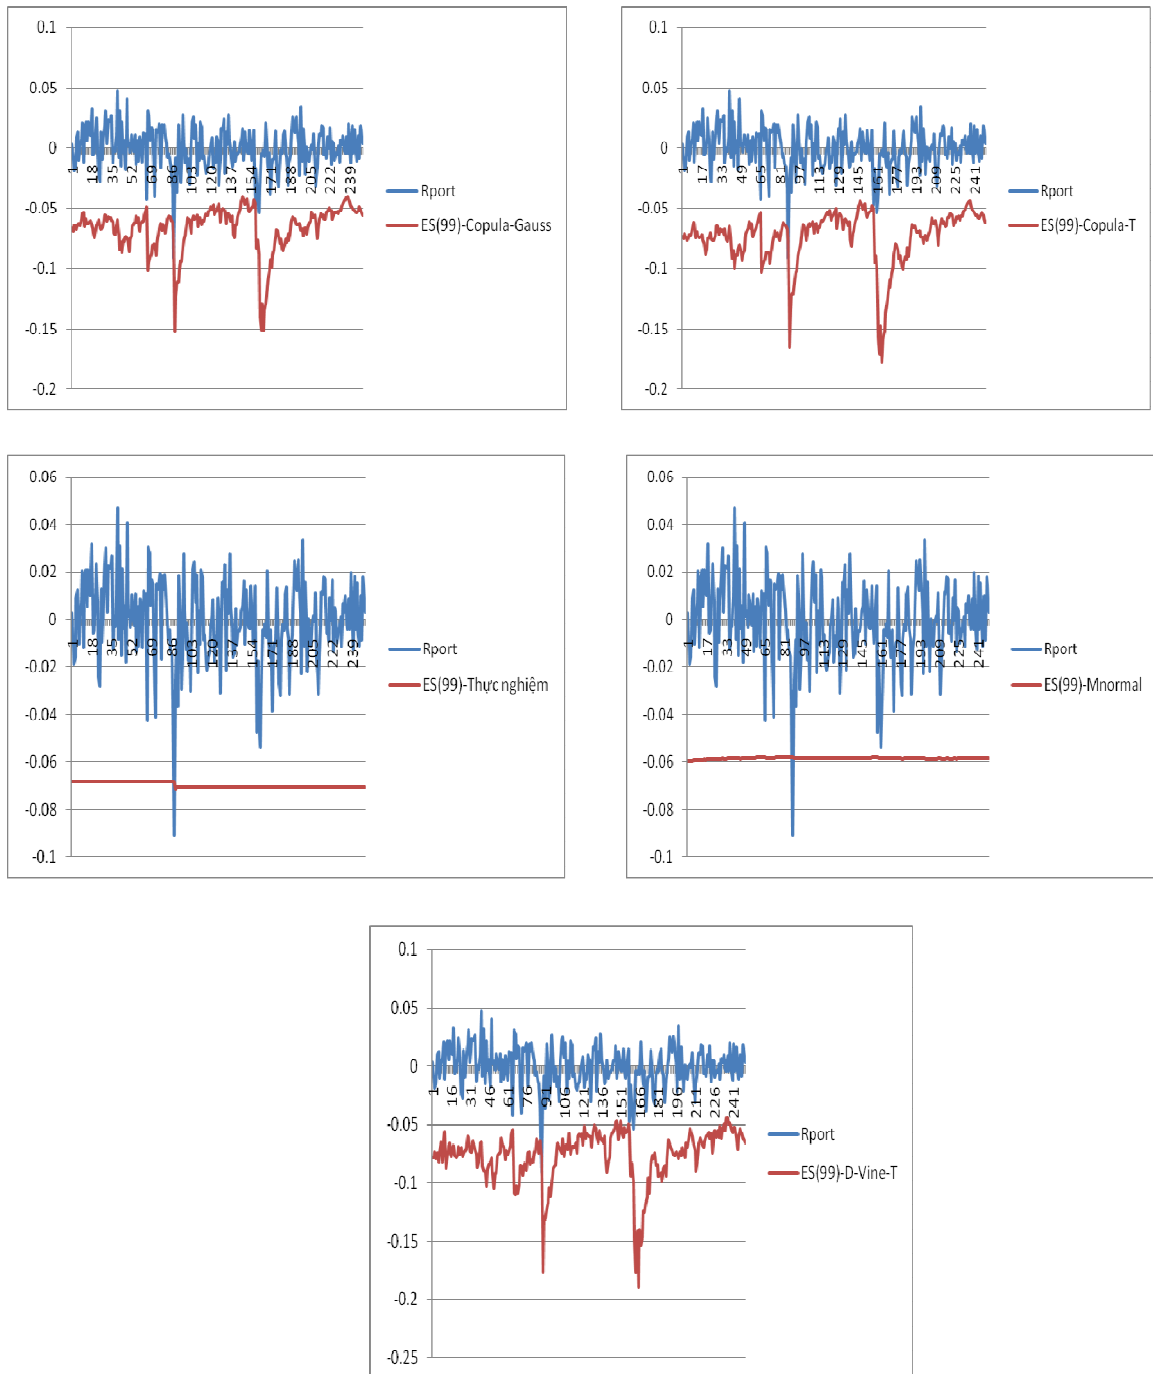 0.1
0.05
0
-0.05
-0.1
-0.15
-0.2
1 18 35 52 69 86 103 120 137 154 171 188 205 222 239
Rport
ES(99)-Copula-Gauss
0.1
0.05
0
-0.05
-0.1
-0.15
-0.2
1 17 33 49 65 81 97 113 129 145 161 177 193 209 225 241
Rport
ES(99)-Copula-T
0.06
0.04
0.02
0
-0.02
-0.04
-0.06
-0.08
-0.1
1 18 35 52 69 86 103 120 137 154 171 188 205 222 239
Rport
ES(99)-Thực nghiệm
0.06
0.04
0.02
0
-0.02
-0.04
-0.06
-0.08
-0.1
1 17 33 49 65 81 97 113 129 145 161 177 193 209 225 241
Rport
ES(99)-Mnormal
0.1
0.05
0
-0.05
-0.1
-0.15
-0.2
-0.25
1 16 31 46 61 76 91 106 121 136 151 166 181 196 211 226 241
Rport
ES(99)-D-Vine-T